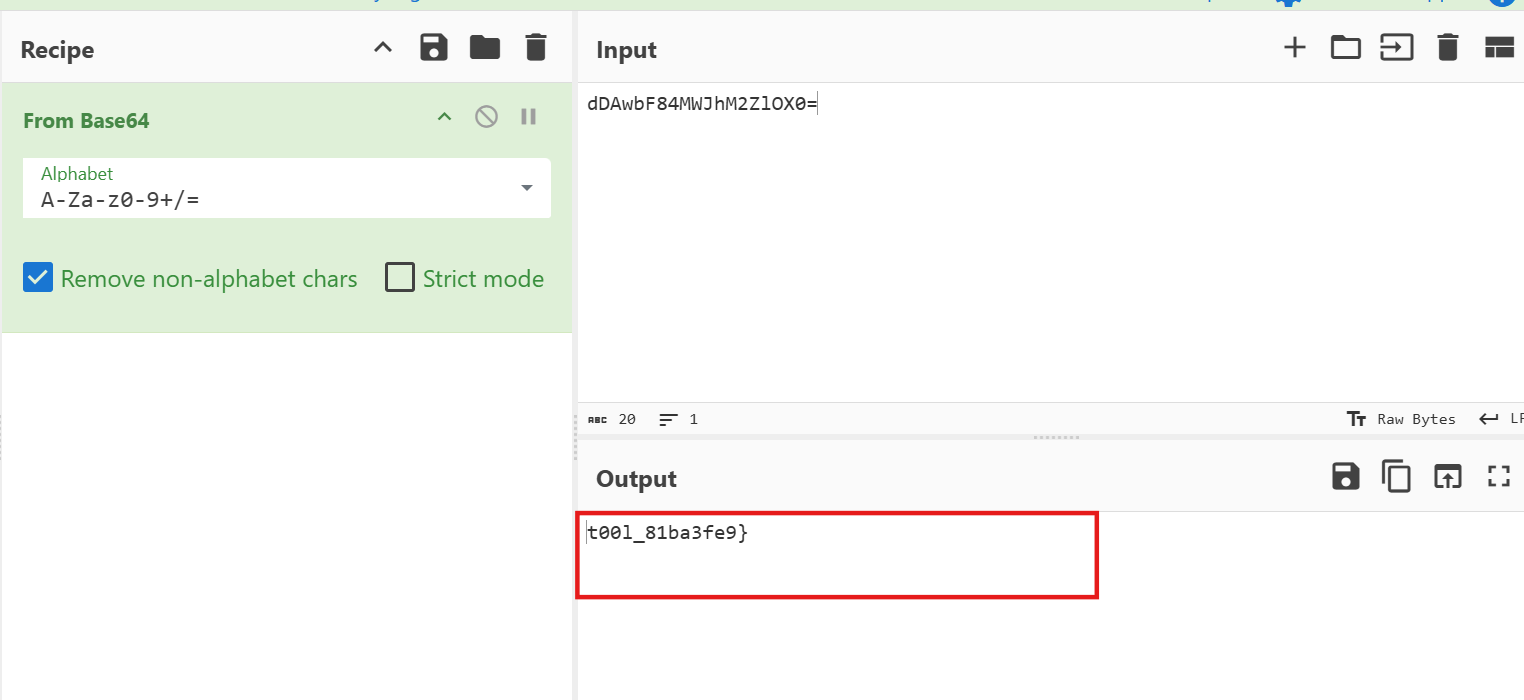 Recipe
Input
From Base64
Alphabet
A-Za-z0-9+/=
Remove non-alphabet chars
Strict mode
dDAwbF84MWJhM2ZlOX0=
ABC 20
1
Raw Bytes
Output
t00l_81ba3fe9}